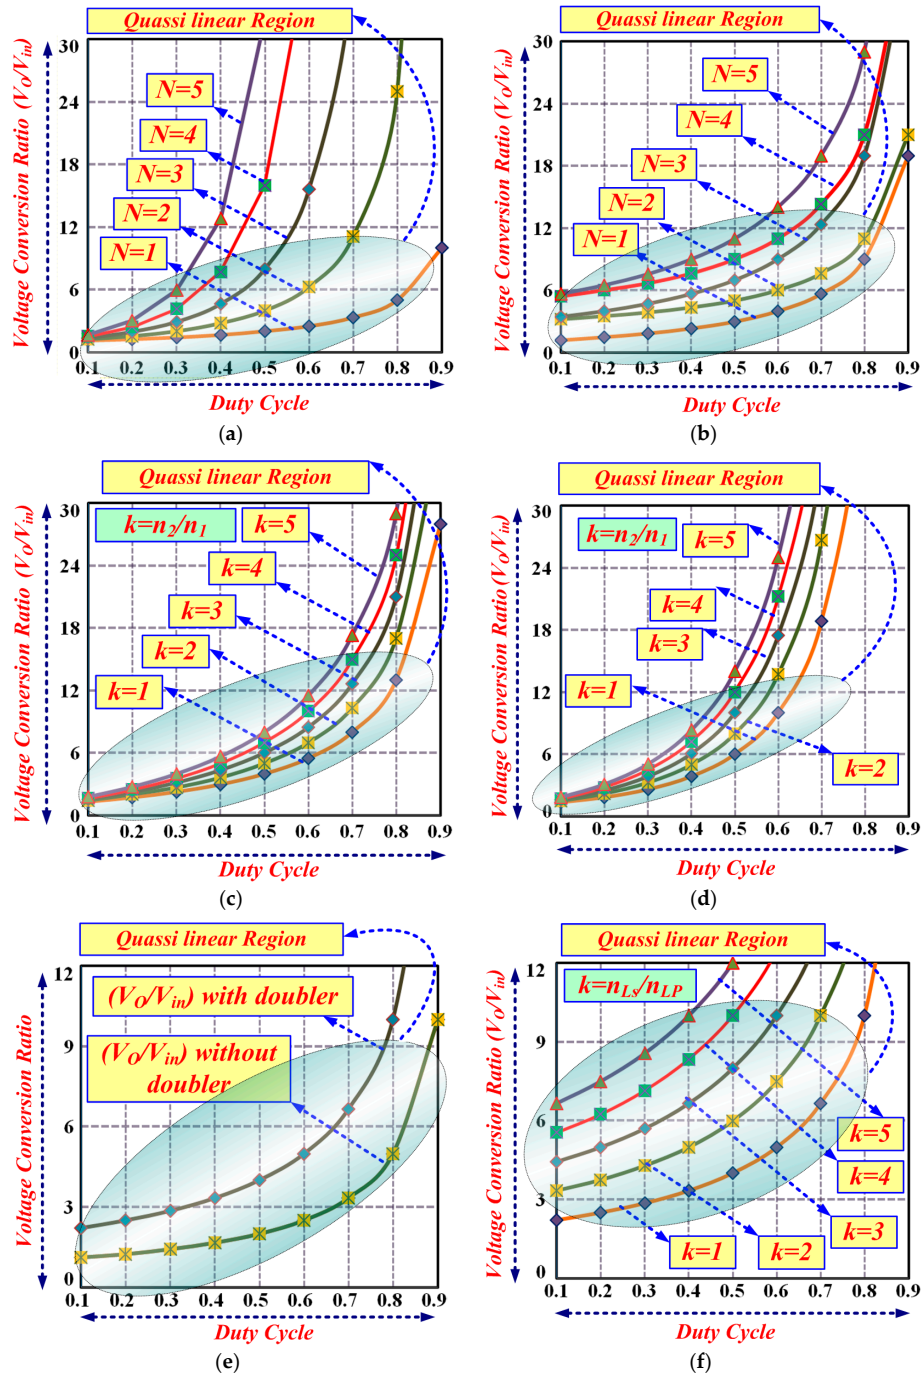 Quassi linear Region
Voltage Conversion Ratio (VO/Vin)
30
24
18
12
6
0
N=5
N=4
N=3
N=2
N=1
0.1 0.2 0.3 0.4 0.5 0.6 0.7 0.8 0.9
Duty Cycle
(a)
Quassi linear Region
Voltage Conversion Ratio (VO/Vin)
30
24
18
12
6
0
N=5
N=4
N=3
N=2
N=1
0.1 0.2 0.3 0.4 0.5 0.6 0.7 0.8 0.9
Duty Cycle
(b)
Quassi linear Region
Voltage Conversion Ratio (VO/Vin)
30
24
18
12
6
0
k=n2/n1
k=5
k=4
k=3
k=2
k=1
0.1 0.2 0.3 0.4 0.5 0.6 0.7 0.8 0.9
Duty Cycle
(c)
Quassi linear Region
Voltage Conversion Ratio (VO/Vin)
30
24
18
12
6
0
k=n2/n1
k=5
k=4
k=3
k=1
k=2
0.1 0.2 0.3 0.4 0.5 0.6 0.7 0.8 0.9
Duty Cycle
(d)
Quassi linear Region
Voltage Conversion Ratio
12
9
6
3
0
(VO/Vin) with doubler
(VO/Vin) without
doubler
0.1 0.2 0.3 0.4 0.5 0.6 0.7 0.8 0.9
Duty Cycle
(e)
Quassi linear Region
Voltage Conversion Ratio (VO/Vin)
12
9
6
3
0
k=nLs/nLP
k=5
k=4
k=3
k=2
k=1
0.1 0.2 0.3 0.4 0.5 0.6 0.7 0.8 0.9
Duty Cycle
(f)